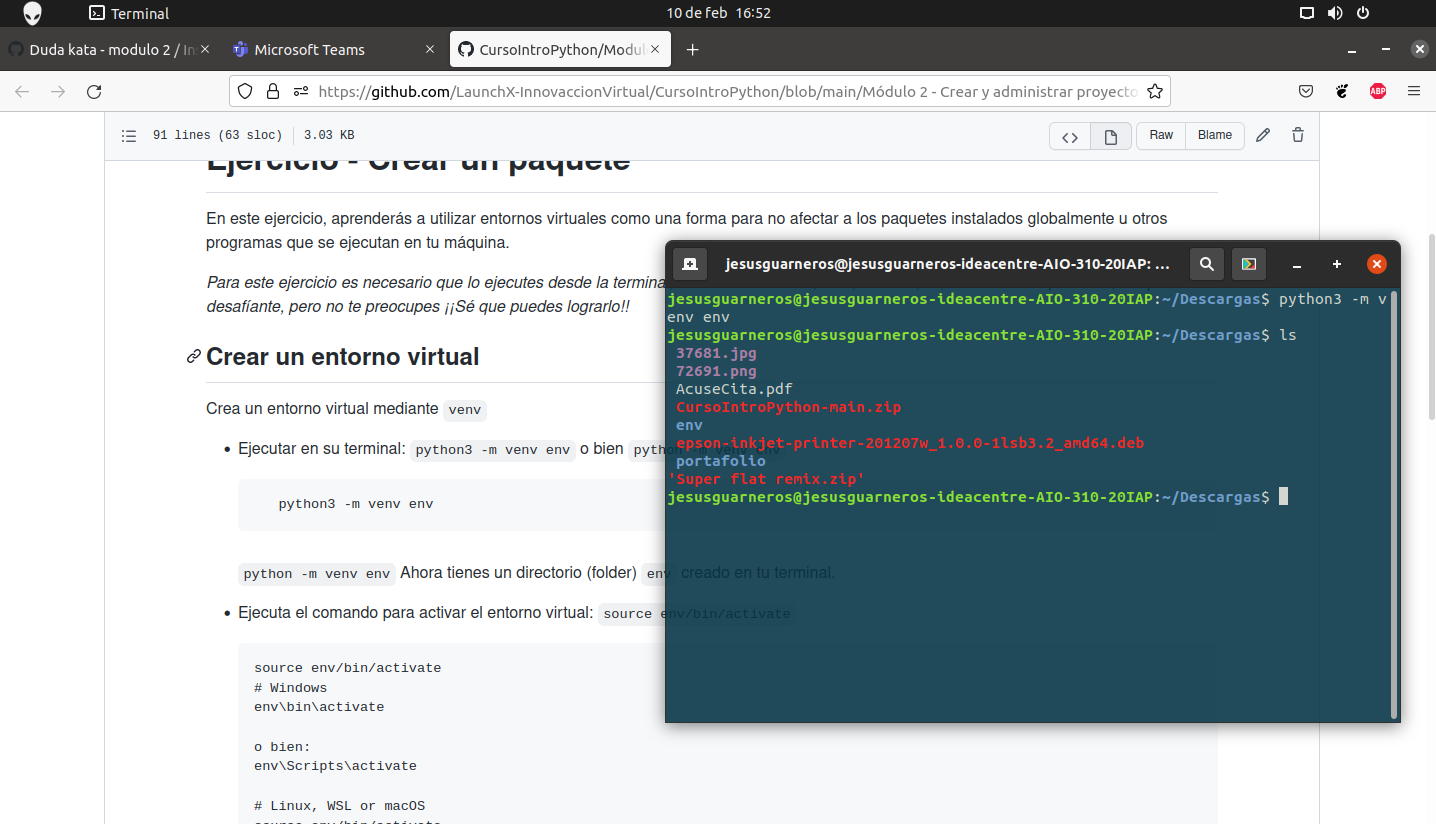 Terminal
10 de feb 16:52
Duda kata - modulo 2 / In
Microsoft Teams
CursoIntroPython/Modul
https://github.com/LaunchX-InnovaccionVirtual/CursoIntroPython/blob/main/Módulo 2 - Crear y administrar proyecto
ABP
91 lines (63 sloc)
3.03 KB
Raw
Blame
Ejercicio - Crear un paquete
En este ejercicio, aprenderás a utilizar entornos virtuales como una forma para no afectar a los paquetes instalados globalmente u otros
programas que se ejecutan en tu máquina.
Para este ejercicio es necesario que lo ejecutes desde la termina
desafíante, pero no te preocupes ¡¡Sé que puedes lograrlo!!
Crear un entorno virtual
Crea un entorno virtual mediante venv
Ejecutar en su terminal: python3 -m venv env o bien python -m venv env
python3 -m venv env
python -m venv env Ahora tienes un directorio (folder) env creado en tu terminal.
Ejecuta el comando para activar el entorno virtual: source env/bin/activate
source env/bin/activate
# Windows
env\bin\activate
o bien:
env\Scripts\activate
# Linux, WSL or macOS
source env/bin/activate
jesusguarneros@jesusguarneros-ideacentre-AIO-310-20IAP: ...
jesusguarneros@jesusguarneros-ideacentre-AIO-310-20IAP:~/Descargas$ python3 -m v
env env
jesusguarneros@jesusguarneros-ideacentre-AIO-310-20IAP:~/Descargas$ ls
37681.jpg
72691.png
AcuseCita.pdf
CursoIntroPython-main.zip
env
epson-inkjet-printer-201207w_1.0.0-1lsb3.2_amd64.deb
portafolio
'Super flat remix.zip'
jesusguarneros@jesusguarneros-ideacentre-AIO-310-20IAP:~/Descargas$